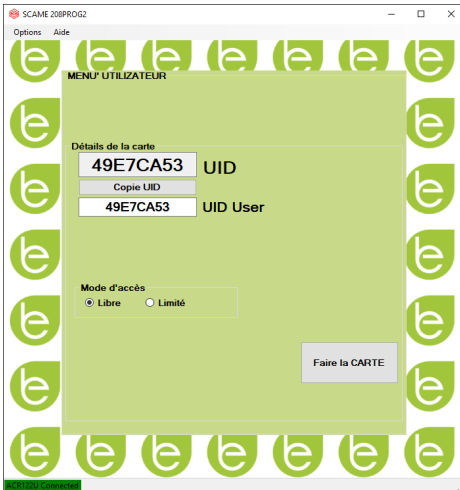 SCAME 208PROG2
Options Aide
MENU' UTILIZATEUR
Détails de la carte
49E7CA53 UID
Copie UID
49E7CA53 UID User
Mode d'accès
Libre Limité
Faire la CARTE
ACR122U Connected